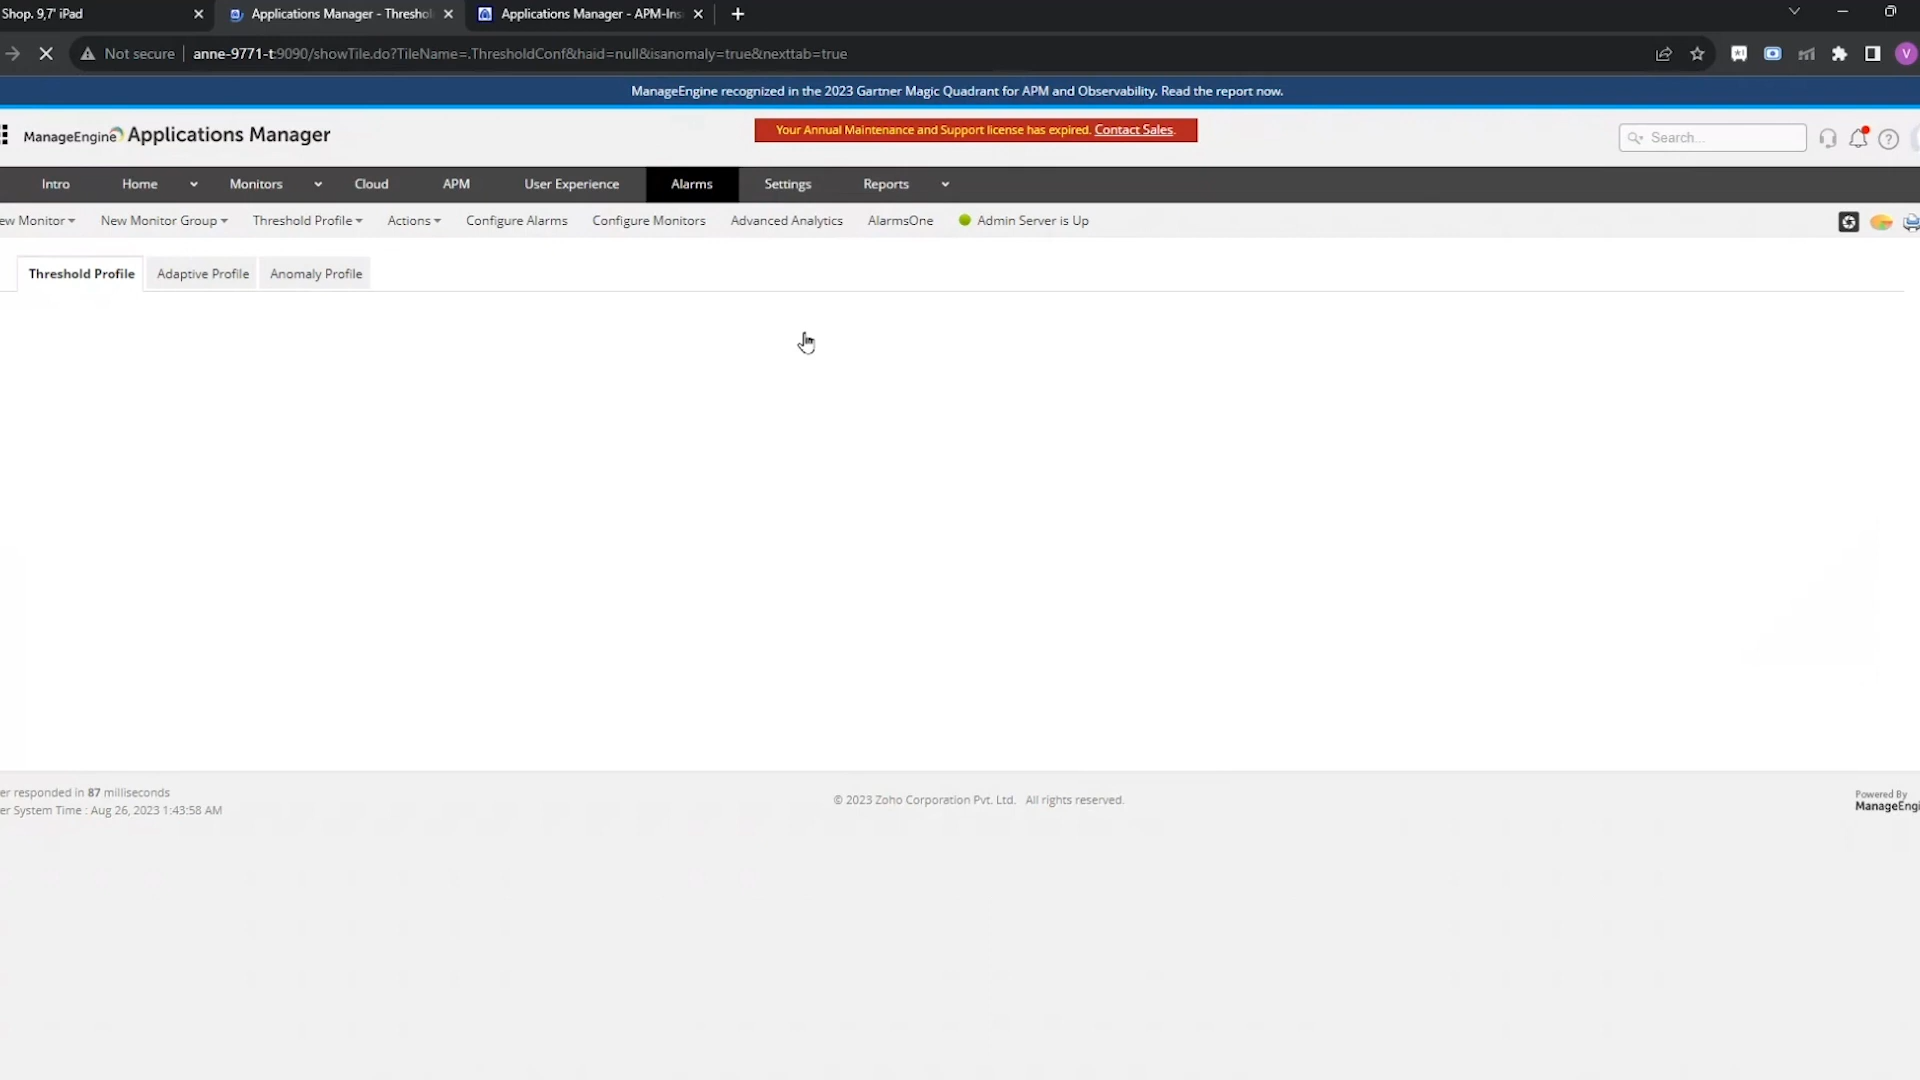 Shop. 9,7' iPad
Applications Manager - Threshol
Applications Manager - APM-Ins
Not secure
anne-9771-t:9090/showTile.do?TileName=.ThresholdConf&haid=null&isanomaly=true&nexttab=true
V
ManageEngine recognized in the 2023 Gartner Magic Quadrant for APM and Observability. Read the report now.
ManageEngine Applications Manager
Your Annual Maintenance and Support license has expired. Contact Sales.
Search...
Intro
Home
Monitors
Cloud
APM
User Experience
Alarms
Settings
Reports
ew Monitor
New Monitor Group
Threshold Profile
Actions
Configure Alarms
Configure Monitors
Advanced Analytics
AlarmsOne
Admin Server is Up
Threshold Profile
Adaptive Profile
Anomaly Profile
er responded in 87 milliseconds
er System Time : Aug 26, 2023 1:43:58 AM
© 2023 Zoho Corporation Pvt. Ltd. All rights reserved.
Powered By
ManageEngi